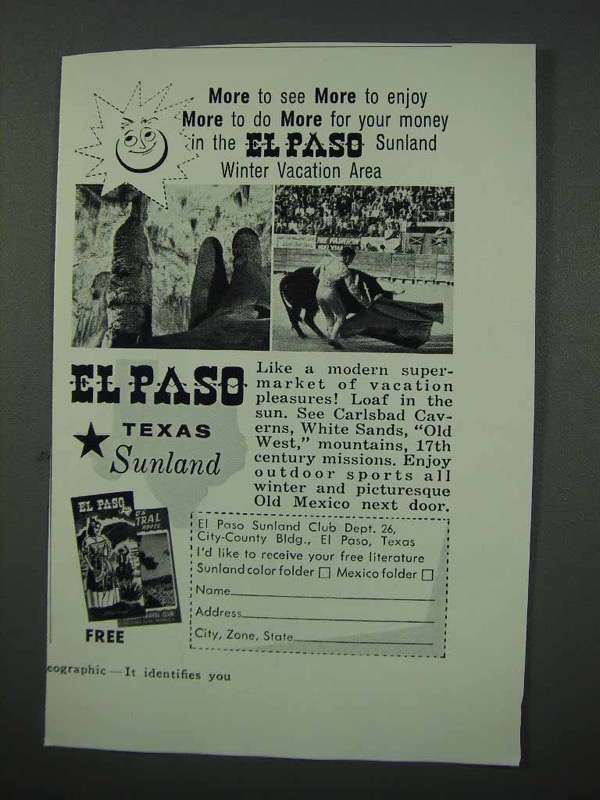 More to see More to enjoy
More to do More for your money
in the EL PASO Sunland
Winter Vacation Area
EL PASO
TEXAS
Sunland
Like a modern super-
market of vacation
pleasures! Loaf in the
sun. See Carlsbad Cav-
erns, White Sands, "Old
West," mountains, 17th
century missions. Enjoy
outdoor sports all
winter and picturesque
Old Mexico next door.
EL PASO
FREE
El Paso Sunland Club Dept. 26,
City-County Bldg., El Paso, Texas
I'd like to receive your free literature
Sunland color folder Mexico folder
Name
Address
City, Zone, State
eographic—It identifies you